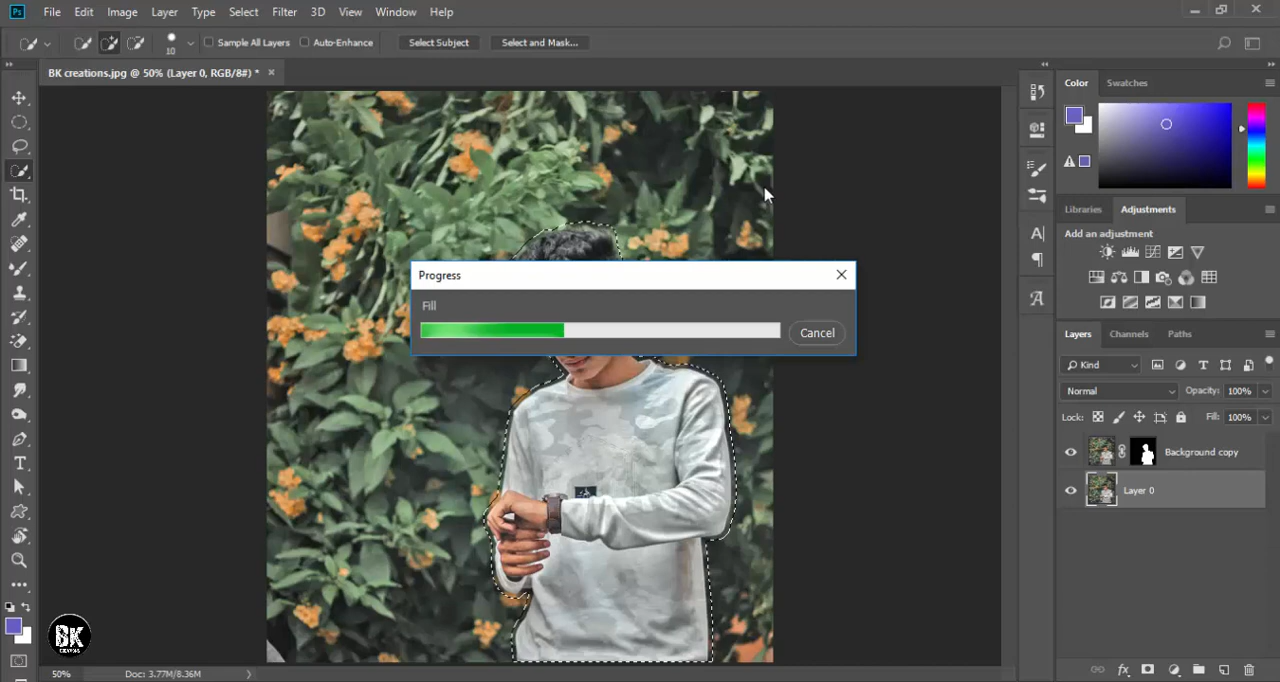 Ps File Edit Image Layer Type Select Filter 3D View Window Help
10 Sample All Layers Auto-Enhance Select Subject Select and Mask...
BK creations.jpg @ 50% (Layer 0, RGB/8#) * ×
Color Swatches
Libraries Adjustments
Add an adjustment
Progress
Fill
Cancel
Layers Channels Paths
Kind
Normal Opacity: 100%
Lock: Fill: 100%
Background copy
Layer 0
BK
CREATIONS
50% Doc: 3.77M/8.36M